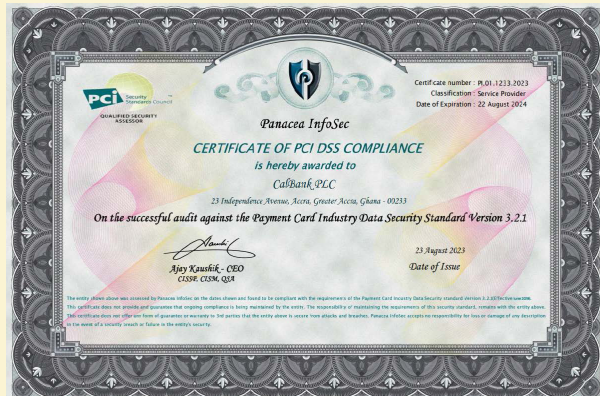 PCI Security
Standards Council
™
QUALIFIED SECURITY
ASSESSOR
Certificate number : PI.01.1233.2023
Classification : Service Provider
Date of Expiration : 22 August 2024
Panacea InfoSec
CERTIFICATE OF PCI DSS COMPLIANCE
is hereby awarded to
CalBank PLC
23 Independence Avenue, Accra, Greater Accra, Ghana - 00233
On the successful audit against the Payment Card Industry Data Security Standard Version 3.2.1
Ajay Kaushik - CEO
CISSP, CISM, QSA
23 August 2023
Date of Issue
The entity shown above was assessed by Panacea InfoSec on the dates shown and found to be compliant with the requirements of the Payment Card Industry Data Security standard Version 3.2.1(Effective
This certificate does not provide any guarantee that ongoing compliance is being maintained by the entity. The responsibility of maintaining the requirements of this security standard, remains with the entity above.
This certificate does not offer any form of guarantee or warranty to 3rd parties that the entity above is secure from attacks and breaches. Panacea InfoSec accepts no responsibility for loss or damage of any description
in the event of a security breach or failure in the entity's security.